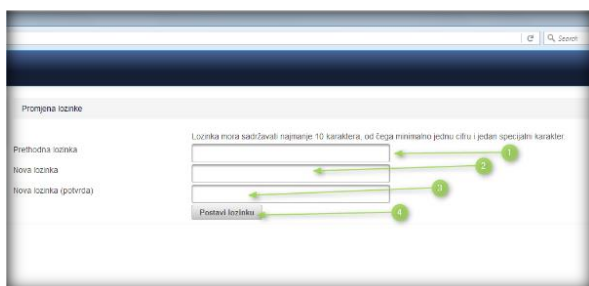 Search
Promjena lozinke
Lozinka mora sadržavati najmanje 10 karaktera, od čega minimalno jednu cifru i jedan specijalni karakter.
Prethodna lozinka
1
Nova lozinka
2
Nova lozinka (potvrda)
3
Postavi lozinku
4